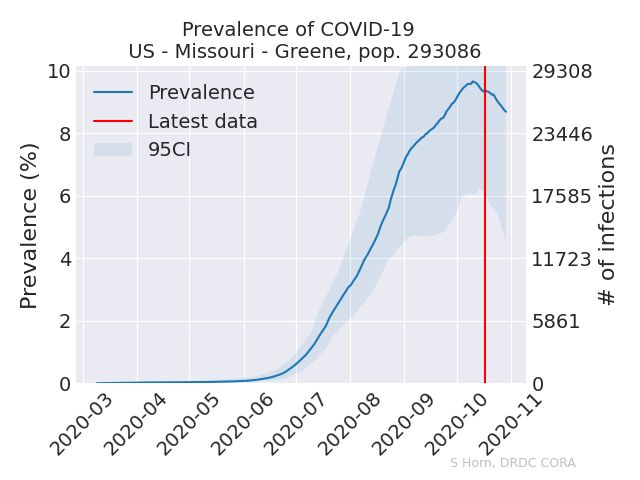 Prevalence of COVID-19
US - Missouri - Greene, pop. 293086
Prevalence
Latest data
95CI
Prevalence (%)
10
8
6
4
2
0
29308
23446
17585
11723
5861
0
# of infections
2020-03
2020-04
2020-05
2020-06
2020-07
2020-08
2020-09
2020-10
2020-11
S Horn, DRDC CORA